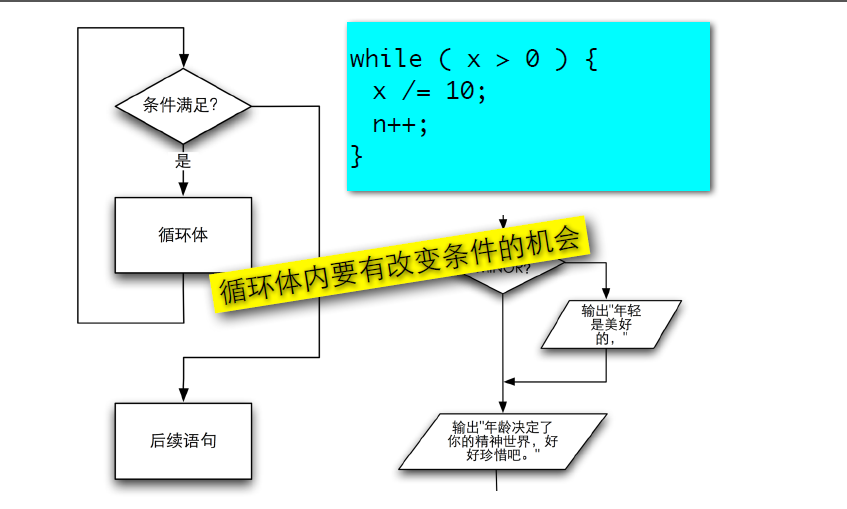 条件满足?
是
循环体
后续语句
while ( x > 0 ) {
x /= 10;
n++;
}
循环体内要有改变条件的机会
输出"年轻
是美好
的，"
输出"年龄决定了
你的精神世界，好
好珍惜吧。"